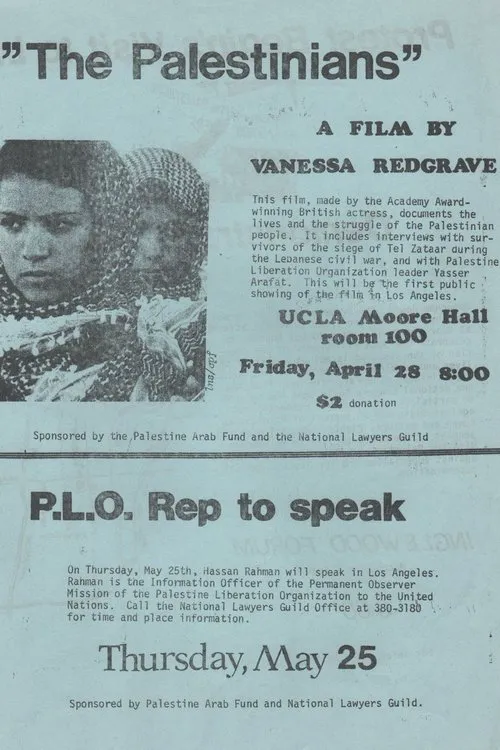 "The Palestinians"
A FILM BY
VANESSA REDGRAVE
This film, made by the Academy Award-
winning British actress, documents the
lives and the struggle of the Palestinian
people. It includes interviews with sur-
vivors of the siege of Tel Zataar during
the Lebanese civil war, and with Palestine
Liberation Organization leader Yasser
Arafat. This will be the first public
showing of the film in Los Angeles.
UCLA Moore Hall
room 100
Friday, April 28 8:00
$2 donation
Sponsored by the Palestine Arab Fund and the National Lawyers Guild
P.L.O. Rep to speak
On Thursday, May 25th, Hassan Rahman will speak in Los Angeles.
Rahman is the Information Officer of the Permanent Observer
Mission of the Palestine Liberation Organization to the United
Nations. Call the National Lawyers Guild Office at 380-3180
for time and place information.
Thursday, May 25
Sponsored by Palestine Arab Fund and National Lawyers Guild.